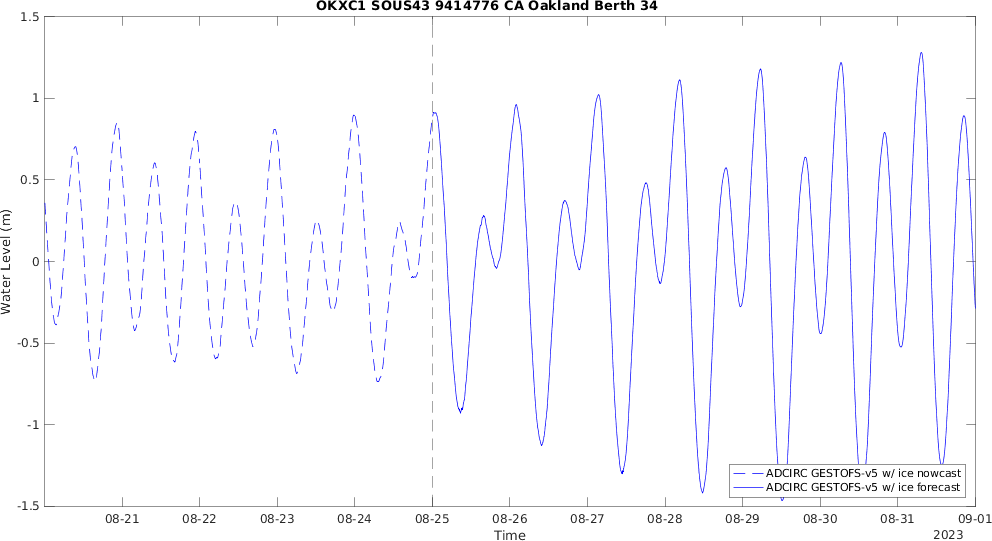 OKXC1 SOUS43 9414776 CA Oakland Berth 34
1.5
1
0.5
0
-0.5
-1
-1.5
Water Level (m)
ADCIRC GESTOFS-v5 w/ ice nowcast
ADCIRC GESTOFS-v5 w/ ice forecast
08-21 08-22 08-23 08-24 08-25 08-26 08-27 08-28 08-29 08-30 08-31 09-01
Time
2023